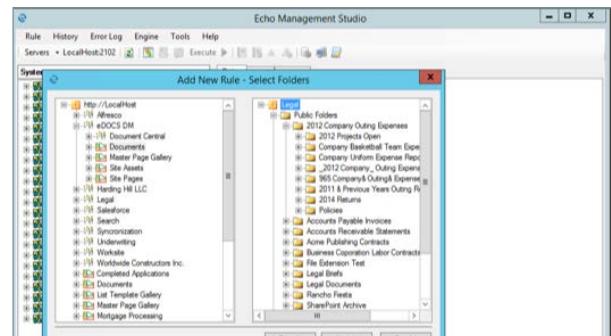 Echo Management Studio
Rule History Error Log Engine Tools Help
Servers LocalHost:2102 Execute
Add New Rule - Select Folders
http://LocalHost
Alfresco
eDOCS DM
Document Central
Documents
Master Page Gallery
Site Assets
Site Pages
Harding Hill LLC
Legal
Salesforce
Search
Syncronization
Underwriting
Worksite
Worldwide Constructors Inc.
Completed Applications
Documents
List Template Gallery
Master Page Gallery
Mortgage Processing
Legal
Public Folders
2012 Company Outing Expenses
2012 Projects Open
Company Basketball Team Expe
Company Uniform Expense Repo
_2012 Company_ Outing Expens
965 Company& Outing& Expense
2011 & Previous Years Outing R
2014 Returns
Policies
Accounts Payable Invoices
Accounts Receivable Statements
Acme Publishing Contracts
Business Coporation Labor Contracts
File Extension Test
Legal Briefs
Legal Documents
Rancho Fiesta
SharePoint Archive